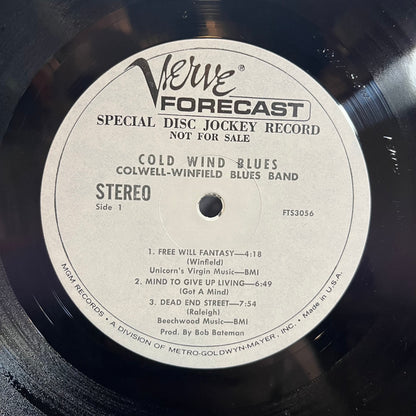 Verve®
FORECAST
SPECIAL DISC JOCKEY RECORD
NOT FOR SALE
COLD WIND BLUES
COLWELL-WINFIELD BLUES BAND
STEREO
Side 1
FTS3056
1. FREE WILL FANTASY—4:18
(Winfield)
Unicorn's Virgin Music—BMI
2. MIND TO GIVE UP LIVING—6:49
(Got A Mind)
3. DEAD END STREET—7:54
(Raleigh)
Beechwood Music—BMI
Prod. By Bob Bateman
MGM RECORDS • A DIVISION OF METRO-GOLDWYN-MAYER, INC. • Made in U.S.A.